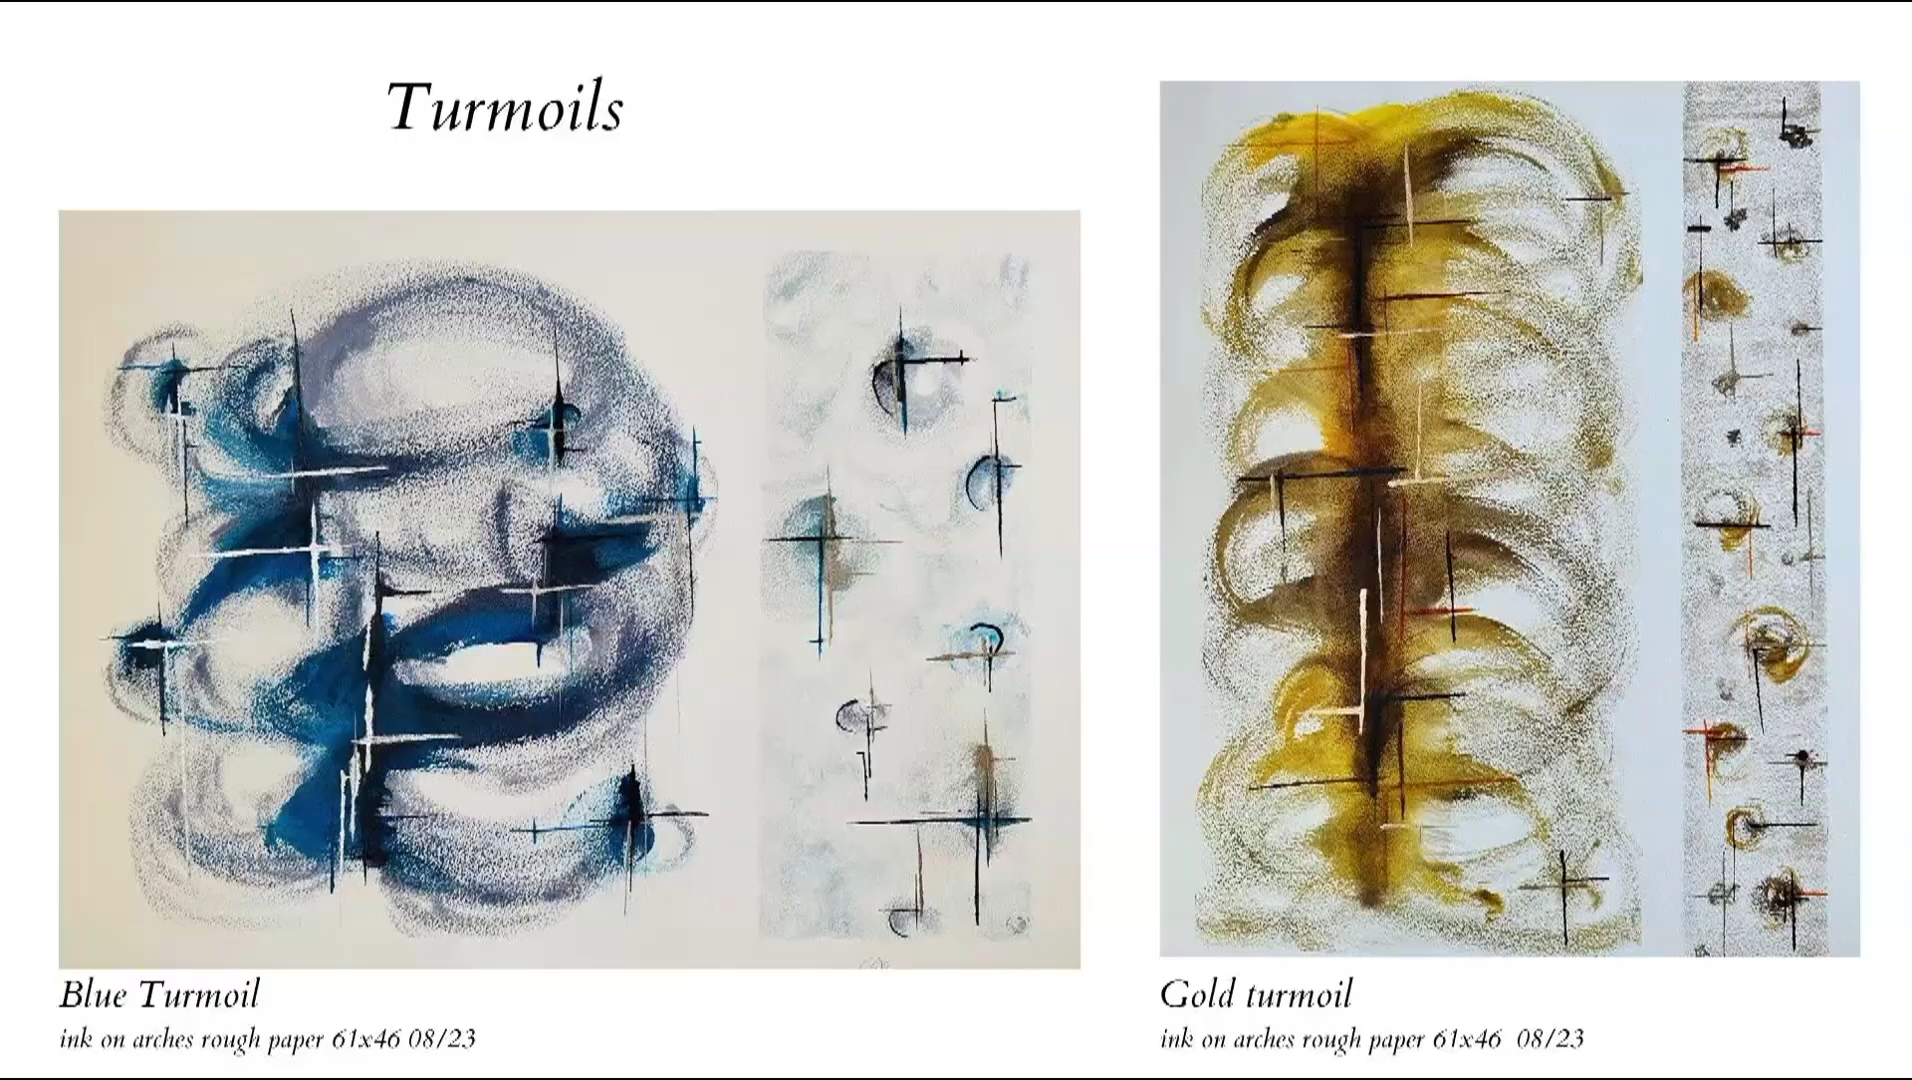 Turmoils
Blue Turmoil
ink on arches rough paper 61x46 08/23
Gold turmoil
ink on arches rough paper 61x46 08/23